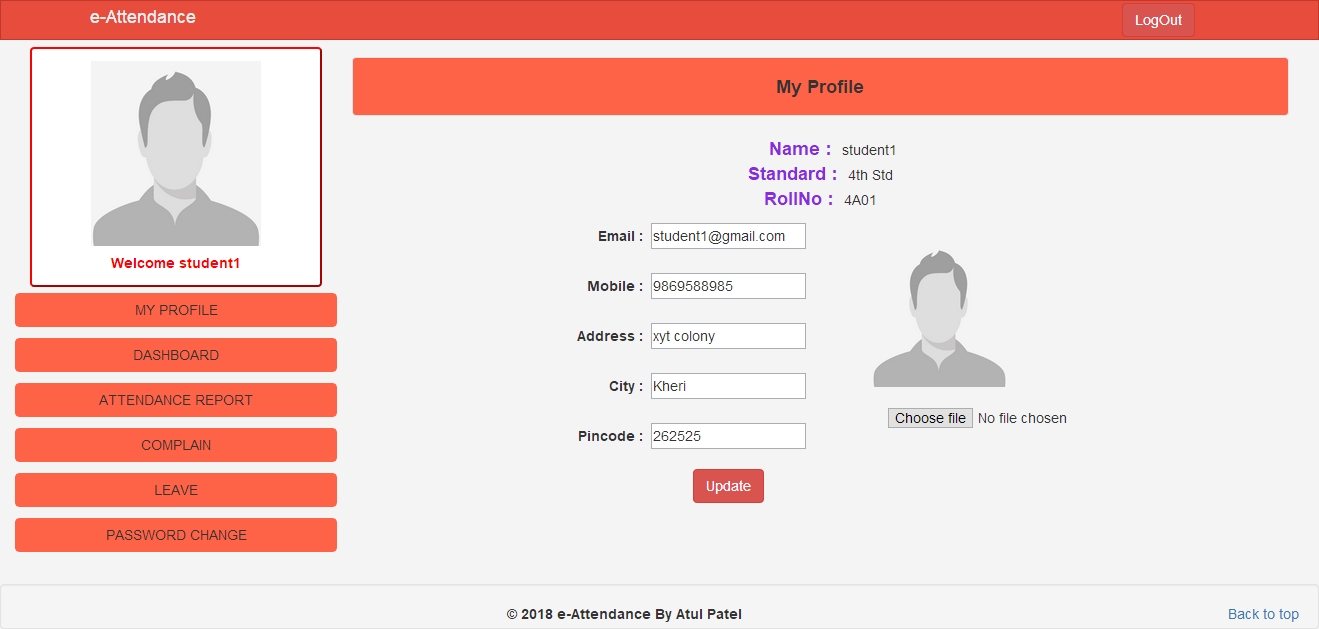 e-Attendance
LogOut
Welcome student1
MY PROFILE
DASHBOARD
ATTENDANCE REPORT
COMPLAIN
LEAVE
PASSWORD CHANGE
My Profile
Name : student1
Standard : 4th Std
RollNo : 4A01
Email : student1@gmail.com
Mobile : 9869588985
Address : xyt colony
City : Kheri
Pincode : 262525
Choose file No file chosen
Update
© 2018 e-Attendance By Atul Patel
Back to top